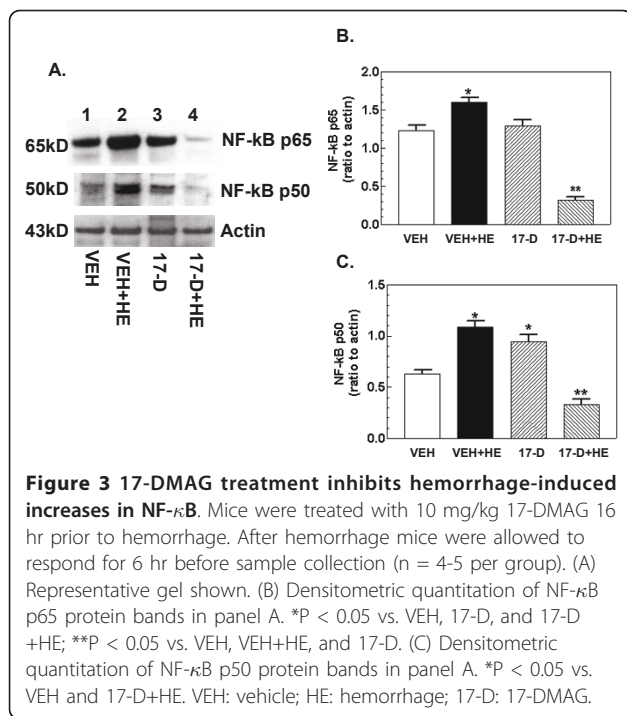 A.
1 2 3 4
65kD NF-kB p65
50kD NF-kB p50
43kD Actin
VEH
VEH+HE
17-D
17-D+HE
B.
NF-kB p65
(ratio to actin)
2.0
1.5
1.0
0.5
0.0
*
**
VEH VEH+HE 17-D 17-D+HE
C.
NF-kB p50
(ratio to actin)
1.5
1.0
0.5
0.0
* *
**
VEH VEH+HE 17-D 17-D+HE
Figure 3 17-DMAG treatment inhibits hemorrhage-induced
increases in NF-κB. Mice were treated with 10 mg/kg 17-DMAG 16
hr prior to hemorrhage. After hemorrhage mice were allowed to
respond for 6 hr before sample collection (n = 4-5 per group). (A)
Representative gel shown. (B) Densitometric quantitation of NF-κB
p65 protein bands in panel A. *P < 0.05 vs. VEH, 17-D, and 17-D
+HE; **P < 0.05 vs. VEH, VEH+HE, and 17-D. (C) Densitometric
quantitation of NF-κB p50 protein bands in panel A. *P < 0.05 vs.
VEH and 17-D+HE. VEH: vehicle; HE: hemorrhage; 17-D: 17-DMAG.